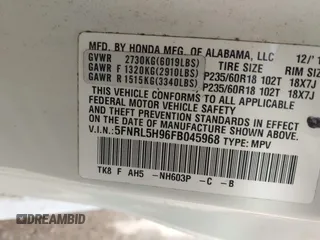 MFD. BY HONDA MFG. OF ALABAMA, LLC 12/'1
GVWR 2730KG(6019LBS) TIRE SIZE RIM SIZ
GAWR F 1320KG(2910LBS) P235/60R18 102T 18X7J
GAWR R 1515KG(3340LBS) P235/60R18 102T 18X7J
THIS VEHICLE CONFORMS TO ALL APPLICABLE
FEDERAL MOTOR VEHICLE SAFETY AND THEFT
PREVENTION STANDARDS IN EFFECT ON THE DATE
OF MANUFACTURE SHOWN ABOVE.
V.I.N: 5FNRL5H96FB045968 TYPE: MPV
TK8 F AH5 -NH603P -C -B
DREAMBID